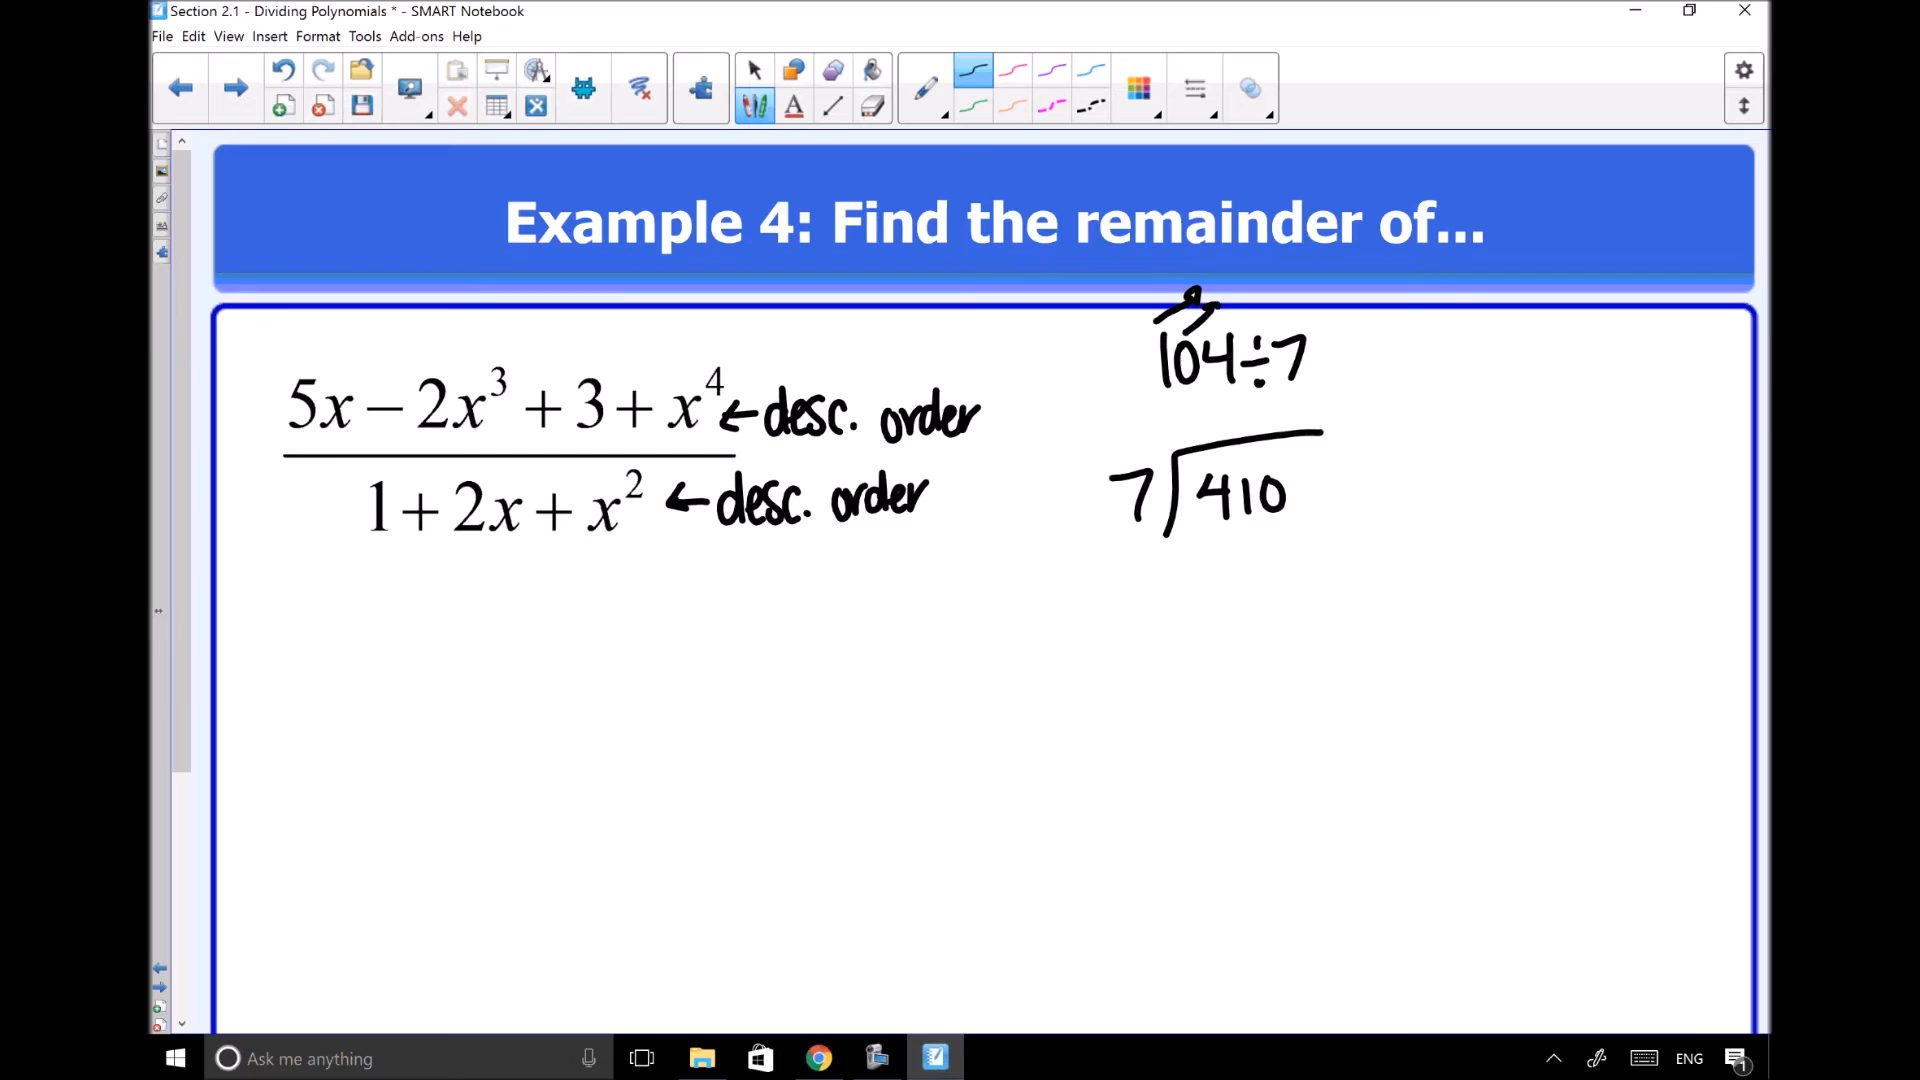 Section 2.1 - Dividing Polynomials * - SMART Notebook
File Edit View Insert Format Tools Add-ons Help
Example 4: Find the remainder of...
104÷7
5x − 2x³ + 3 + x⁴ ← desc. order
1 + 2x + x² ← desc. order
7 410
Ask me anything
ENG
1